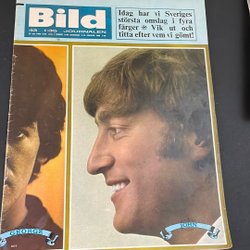 Bild
JOURNALEN
Idag har vi Sveriges
största omslag i fyra
färger * Vik ut och
titta efter vem vi gömt!
GEORGE
JOHN